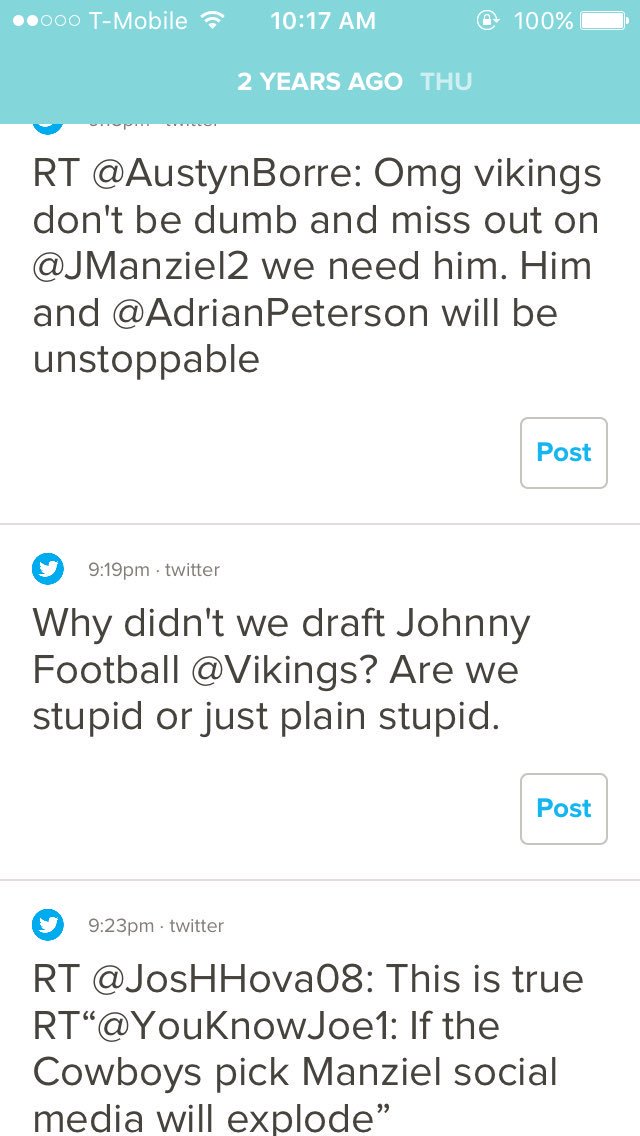 T-Mobile 10:17 AM 100%
2 YEARS AGO THU
RT @AustynBorre: Omg vikings
don't be dumb and miss out on
@JManziel2 we need him. Him
and @AdrianPeterson will be
unstoppable
Post
9:19pm · twitter
Why didn't we draft Johnny
Football @Vikings? Are we
stupid or just plain stupid.
Post
9:23pm · twitter
RT @JosHHova08: This is true
RT“@YouKnowJoe1: If the
Cowboys pick Manziel social
media will explode”